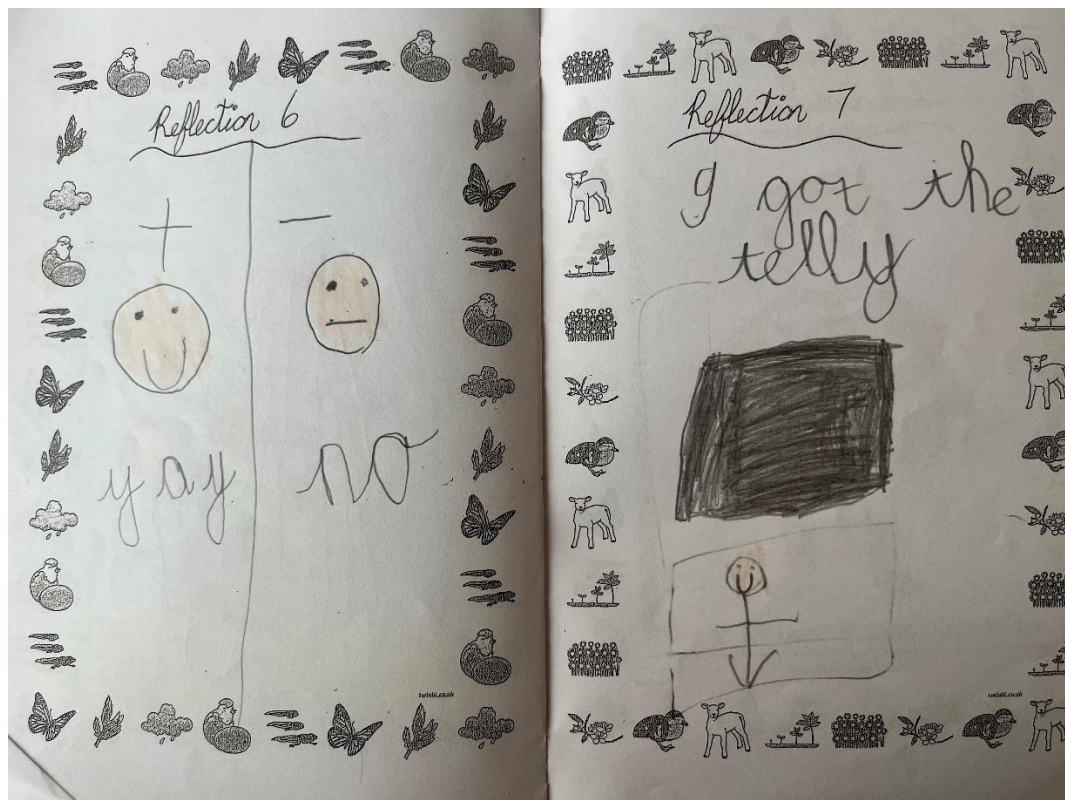 Reflection 6
+ −
yay no
twinkl.co.uk
Reflection 7
I got the
telly
twinkl.co.uk